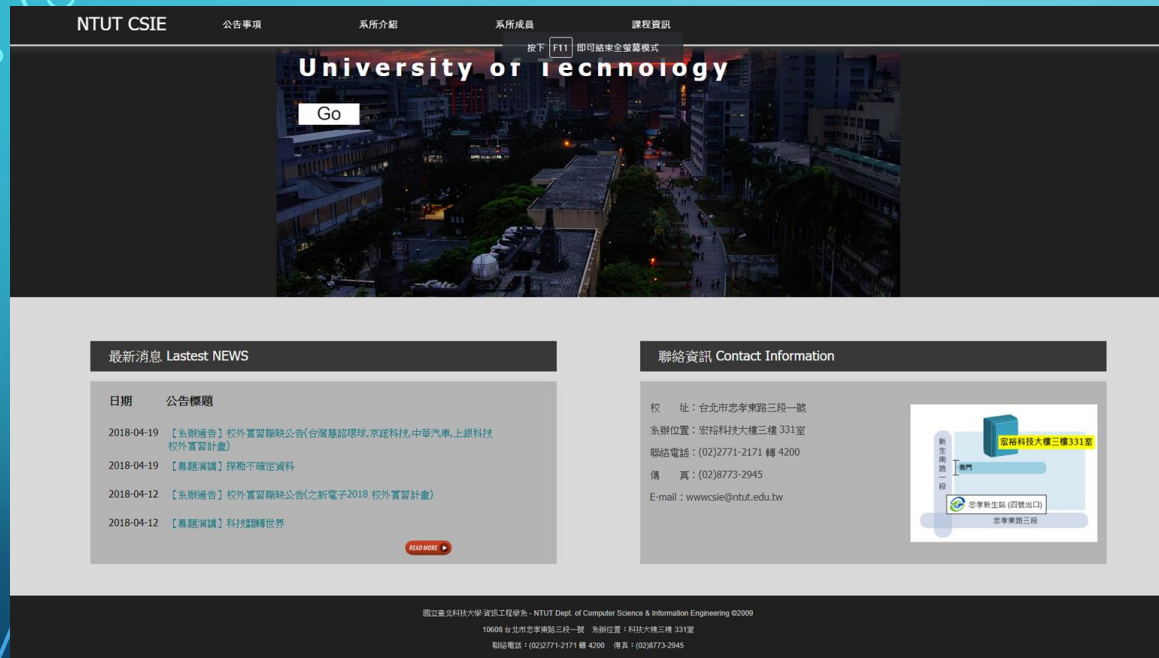 NTUT CSIE 公告事項 系所介紹 系所成員 課程資訊
按下 F11 即可結束全螢幕模式
University of Technology
Go
最新消息 Lastest NEWS
日期 公告標題
2018-04-19 【系辦通告】校外實習職缺公告(台灣慧諮環球,京鋐科技,中華汽車,上銀科技
校外實習計畫)
2018-04-19 【專題演講】探勘不確定資料
2018-04-12 【系辦通告】校外實習職缺公告(之新電子2018 校外實習計畫)
2018-04-12 【專題演講】科技翻轉世界
READ MORE
聯絡資訊 Contact Information
校 址:台北市忠孝東路三段一號
系辦位置:宏裕科技大樓三樓 331室
聯絡電話:(02)2771-2171 轉 4200
傳 真:(02)8773-2945
E-mail:wwwcsie@ntut.edu.tw
宏裕科技大樓三樓331室
新生南路一段
側門
忠孝新生站 (四號出口)
忠孝東路三段
國立臺北科技大學 資訊工程學系 - NTUT Dept. of Computer Science & Information Engineering ©2009
10608 台北市忠孝東路三段一號 系辦位置:科技大樓三樓 331室
聯絡電話:(02)2771-2171 轉 4200 傳真:(02)8773-2945